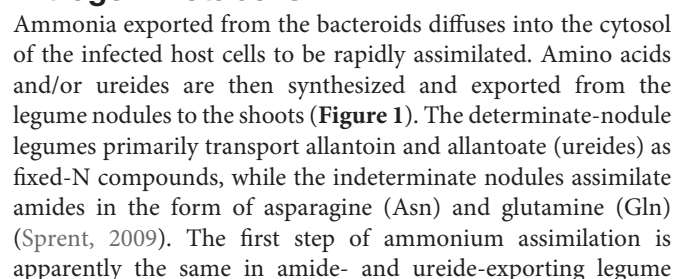 Ammonia exported from the bacteroids diffuses into the cytosol
of the infected host cells to be rapidly assimilated. Amino acids
and/or ureides are then synthesized and exported from the
legume nodules to the shoots (Figure 1). The determinate-nodule
legumes primarily transport allantoin and allantoate (ureides) as
fixed-N compounds, while the indeterminate nodules assimilate
amides in the form of asparagine (Asn) and glutamine (Gln)
(Sprent, 2009). The first step of ammonium assimilation is
apparently the same in amide- and ureide-exporting legume